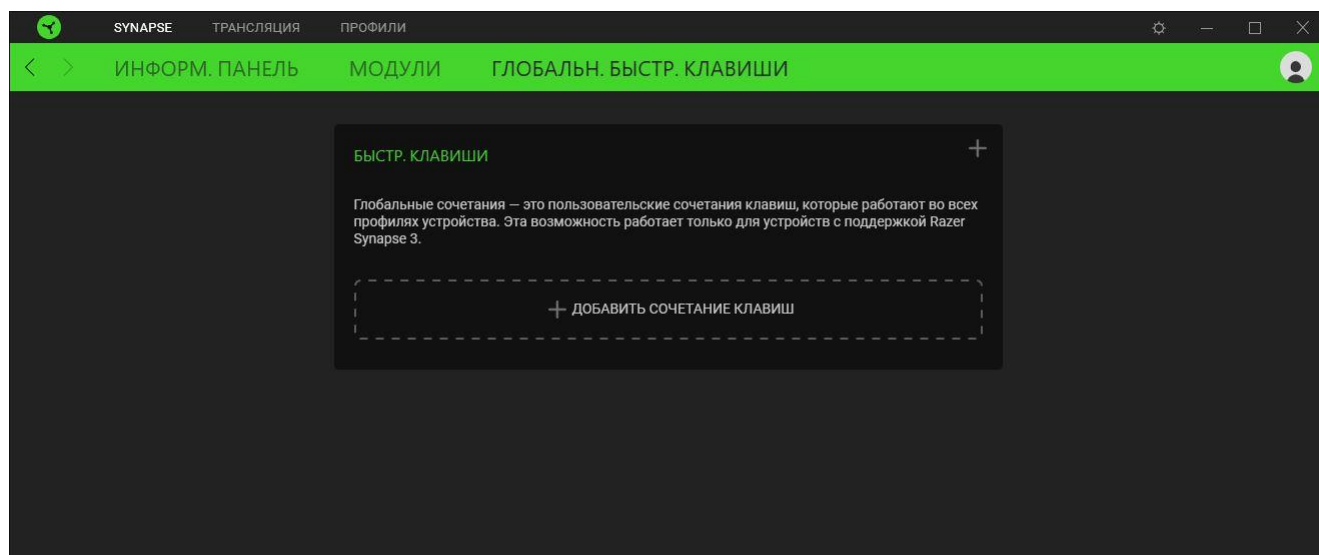 SYNAPSE ТРАНСЛЯЦИЯ ПРОФИЛИ
ИНФОРМ. ПАНЕЛЬ МОДУЛИ ГЛОБАЛЬН. БЫСТР. КЛАВИШИ
БЫСТР. КЛАВИШИ
Глобальные сочетания — это пользовательские сочетания клавиш, которые работают во всех
профилях устройства. Эта возможность работает только для устройств с поддержкой Razer
Synapse 3.
ДОБАВИТЬ СОЧЕТАНИЕ КЛАВИШ